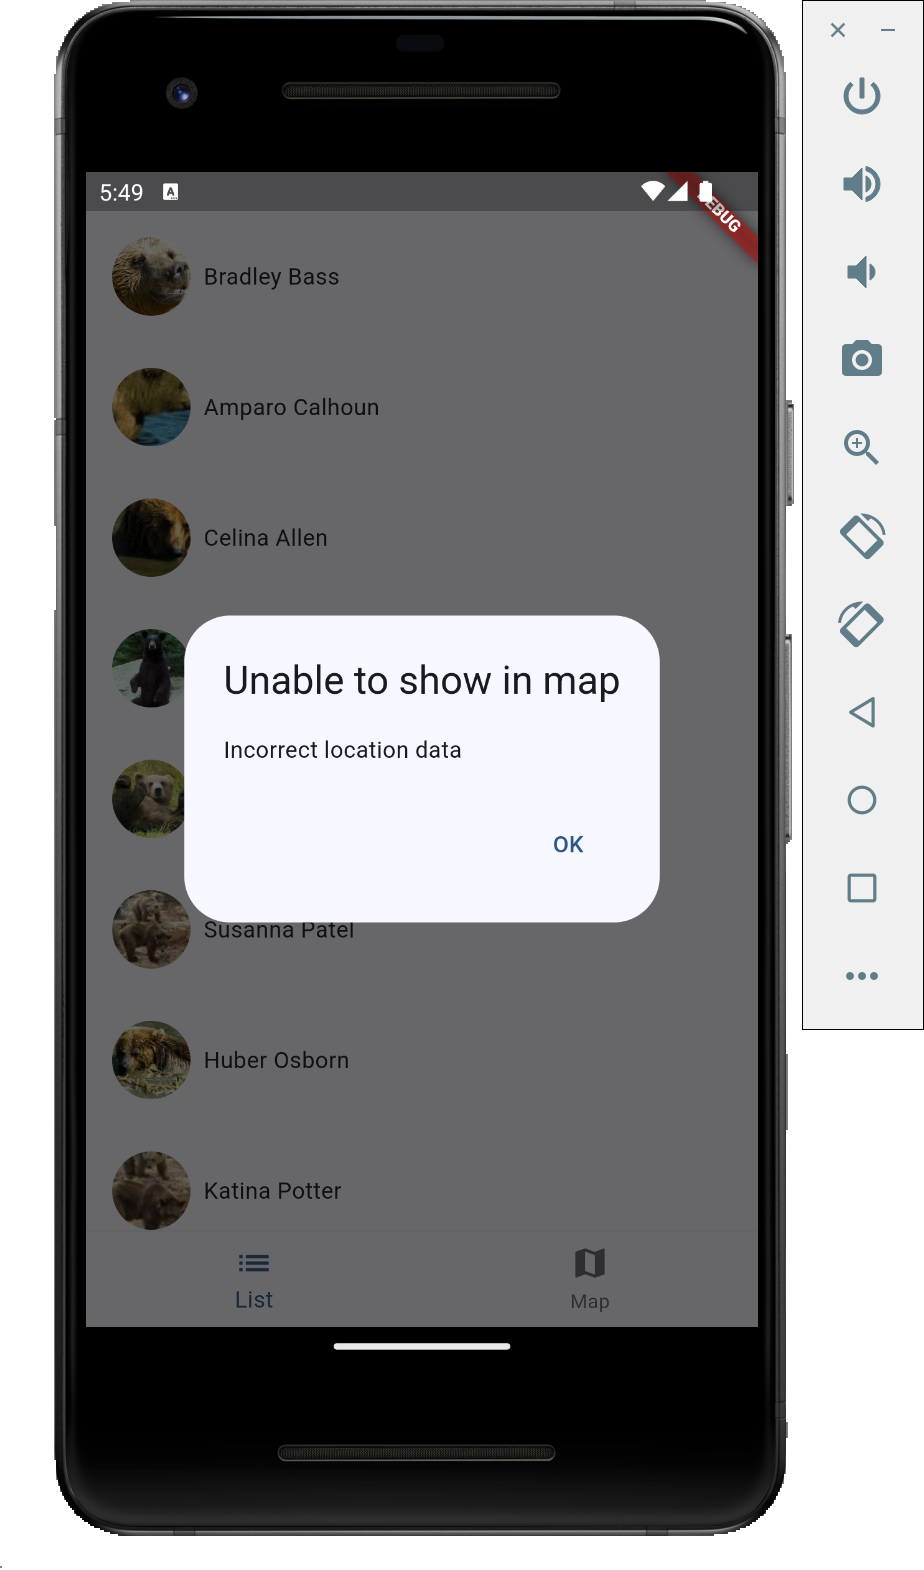 5:49
A
DEBUG
Bradley Bass
Amparo Calhoun
Celina Allen
Unable to show in map
Incorrect location data
OK
Susanna Patel
Huber Osborn
Katina Potter
List
Map